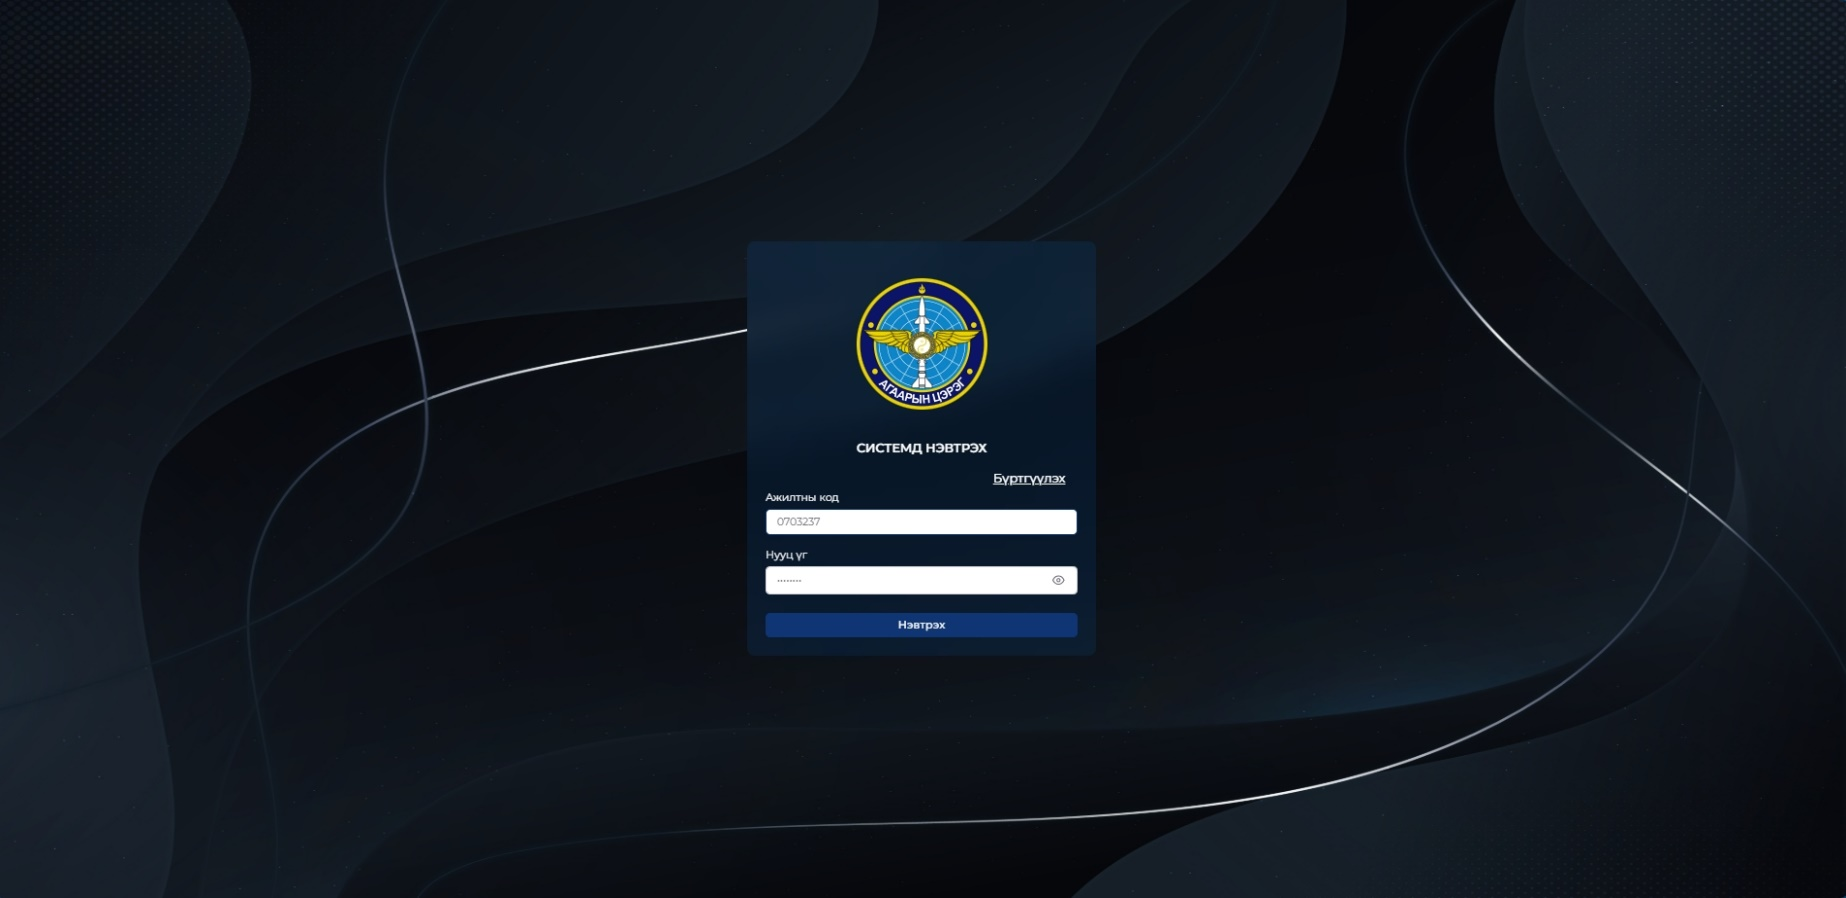 АГААРЫН ЦЭРЭГ
СИСТЕМД НЭВТРЭХ
Бүртгүүлэх
Ажилтны код
0703237
Нууц үг
········
Нэвтрэх